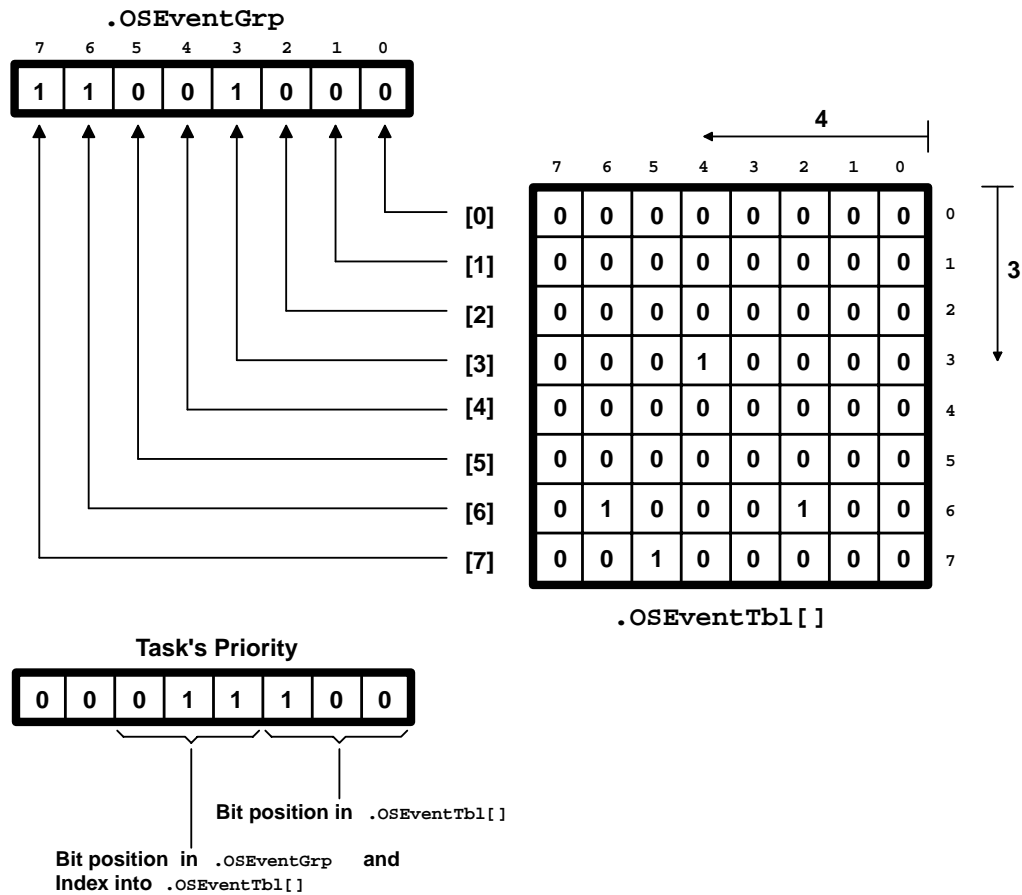 .OSEventGrp
7 6 5 4 3 2 1 0
1 1 0 0 1 0 0 0
4
7 6 5 4 3 2 1 0
[0] 0 0 0 0 0 0 0 0 0
[1] 0 0 0 0 0 0 0 0 1
3
[2] 0 0 0 0 0 0 0 0 2
[3] 0 0 0 1 0 0 0 0 3
[4] 0 0 0 0 0 0 0 0 4
[5] 0 0 0 0 0 0 0 0 5
[6] 0 1 0 0 0 1 0 0 6
[7] 0 0 1 0 0 0 0 0 7
.OSEventTbl[]
Task's Priority
0 0 0 1 1 1 0 0
Bit position in .OSEventTbl[]
Bit position in .OSEventGrp and
Index into .OSEventTbl[]